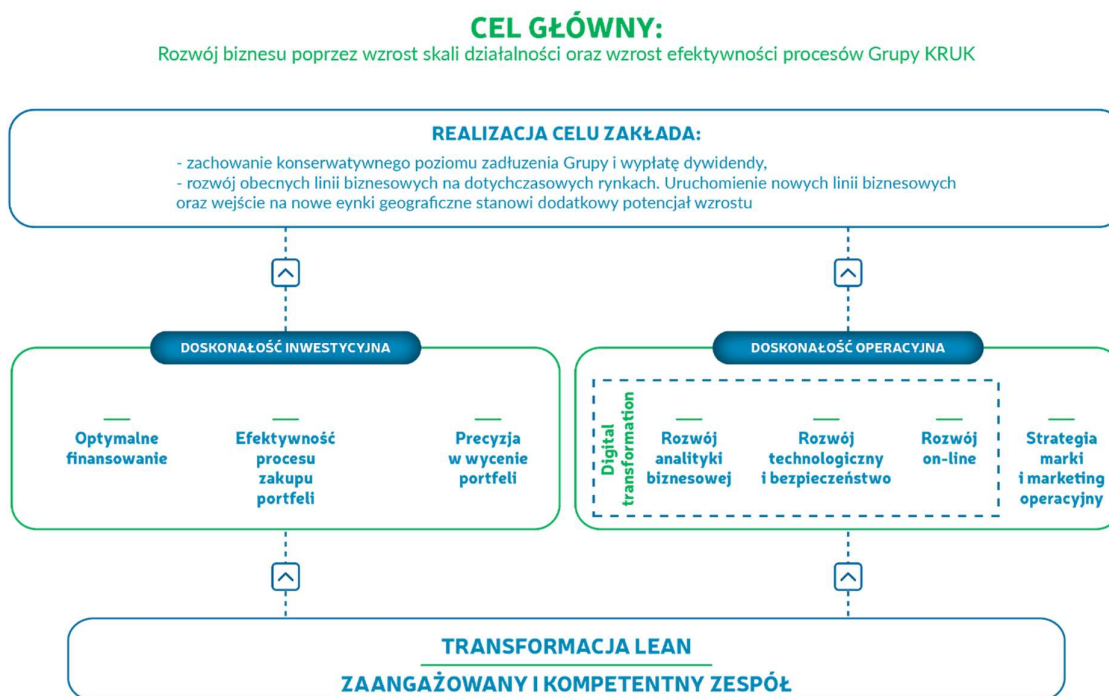 CEL GŁÓWNY:
Rozwój biznesu poprzez wzrost skali działalności oraz wzrost efektywności procesów Grupy KRUK
REALIZACJA CELU ZAKŁADA:
- zachowanie konserwatywnego poziomu zadłużenia Grupy i wypłatę dywidendy,
- rozwój obecnych linii biznesowych na dotychczasowych rynkach. Uruchomienie nowych linii biznesowych
oraz wejście na nowe eynki geograficzne stanowi dodatkowy potencjał wzrostu
DOSKONAŁOŚĆ INWESTYCYJNA
Optymalne
finansowanie
Efektywność
procesu
zakupu
portfeli
Precyzja
w wycenie
portfeli
DOSKONAŁOŚĆ OPERACYJNA
Digital
transformation
Rozwój
analityki
biznesowej
Rozwój
technologiczny
i bezpieczeństwo
Rozwój
on-line
Strategia
marki
i marketing
operacyjny
TRANSFORMACJA LEAN
ZAANGAŻOWANY I KOMPETENTNY ZESPÓŁ